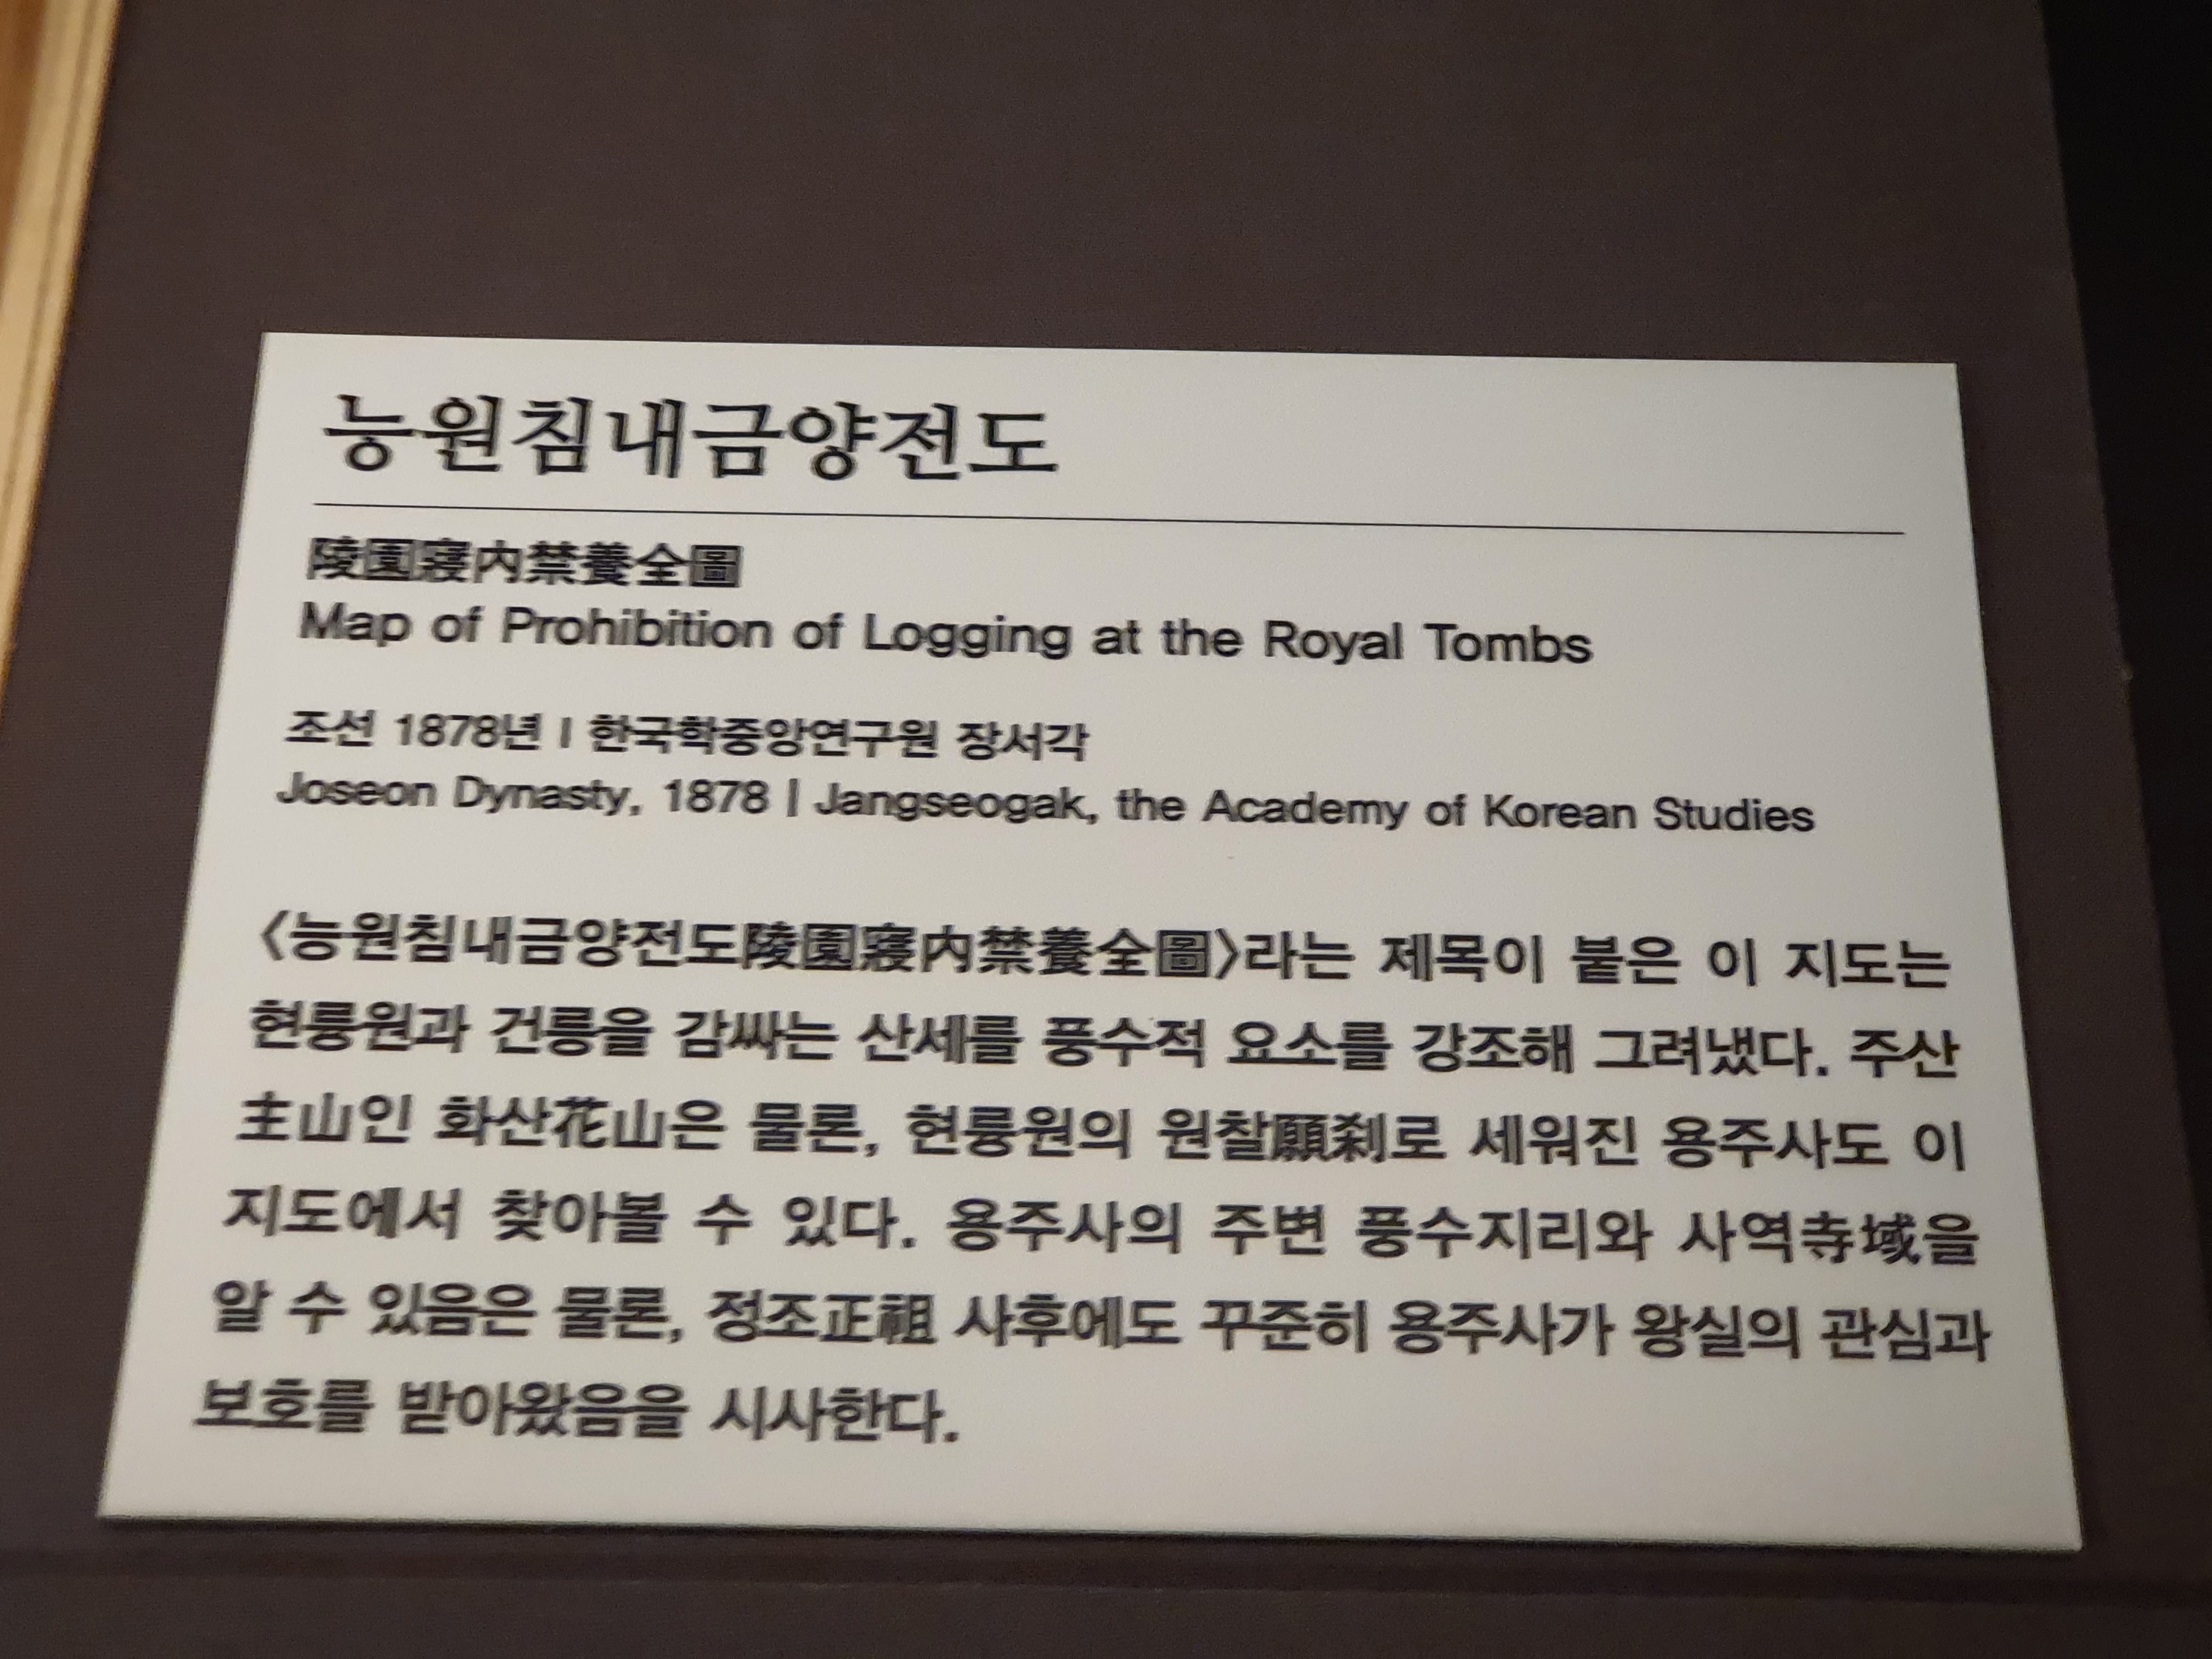 능원침내금양전도
陵園寢內禁養全圖
Map of Prohibition of Logging at the Royal Tombs
조선 1878년 | 한국학중앙연구원 장서각
Joseon Dynasty, 1878 | Jangseogak, the Academy of Korean Studies
〈능원침내금양전도陵園寢內禁養全圖〉라는 제목이 붙은 이 지도는
현륭원과 건릉을 감싸는 산세를 풍수적 요소를 강조해 그려냈다. 주산
主山인 화산花山은 물론, 현륭원의 원찰願刹로 세워진 용주사도 이
지도에서 찾아볼 수 있다. 용주사의 주변 풍수지리와 사역寺域을
알 수 있음은 물론, 정조正祖 사후에도 꾸준히 용주사가 왕실의 관심과
보호를 받아왔음을 시사한다.